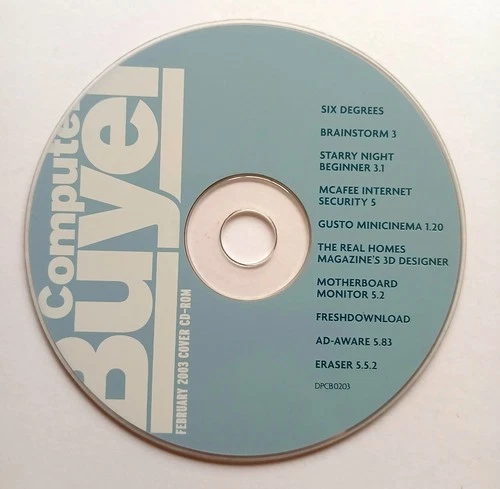 Computer
Buyer
FEBRUARY 2003 COVER CD-ROM
SIX DEGREES
BRAINSTORM 3
STARRY NIGHT
BEGINNER 3.1
MCAFEE INTERNET
SECURITY 5
GUSTO MINICINEMA 1.20
THE REAL HOMES
MAGAZINE'S 3D DESIGNER
MOTHERBOARD
MONITOR 5.2
FRESHDOWNLOAD
AD-AWARE 5.83
ERASER 5.5.2
DPCB0203